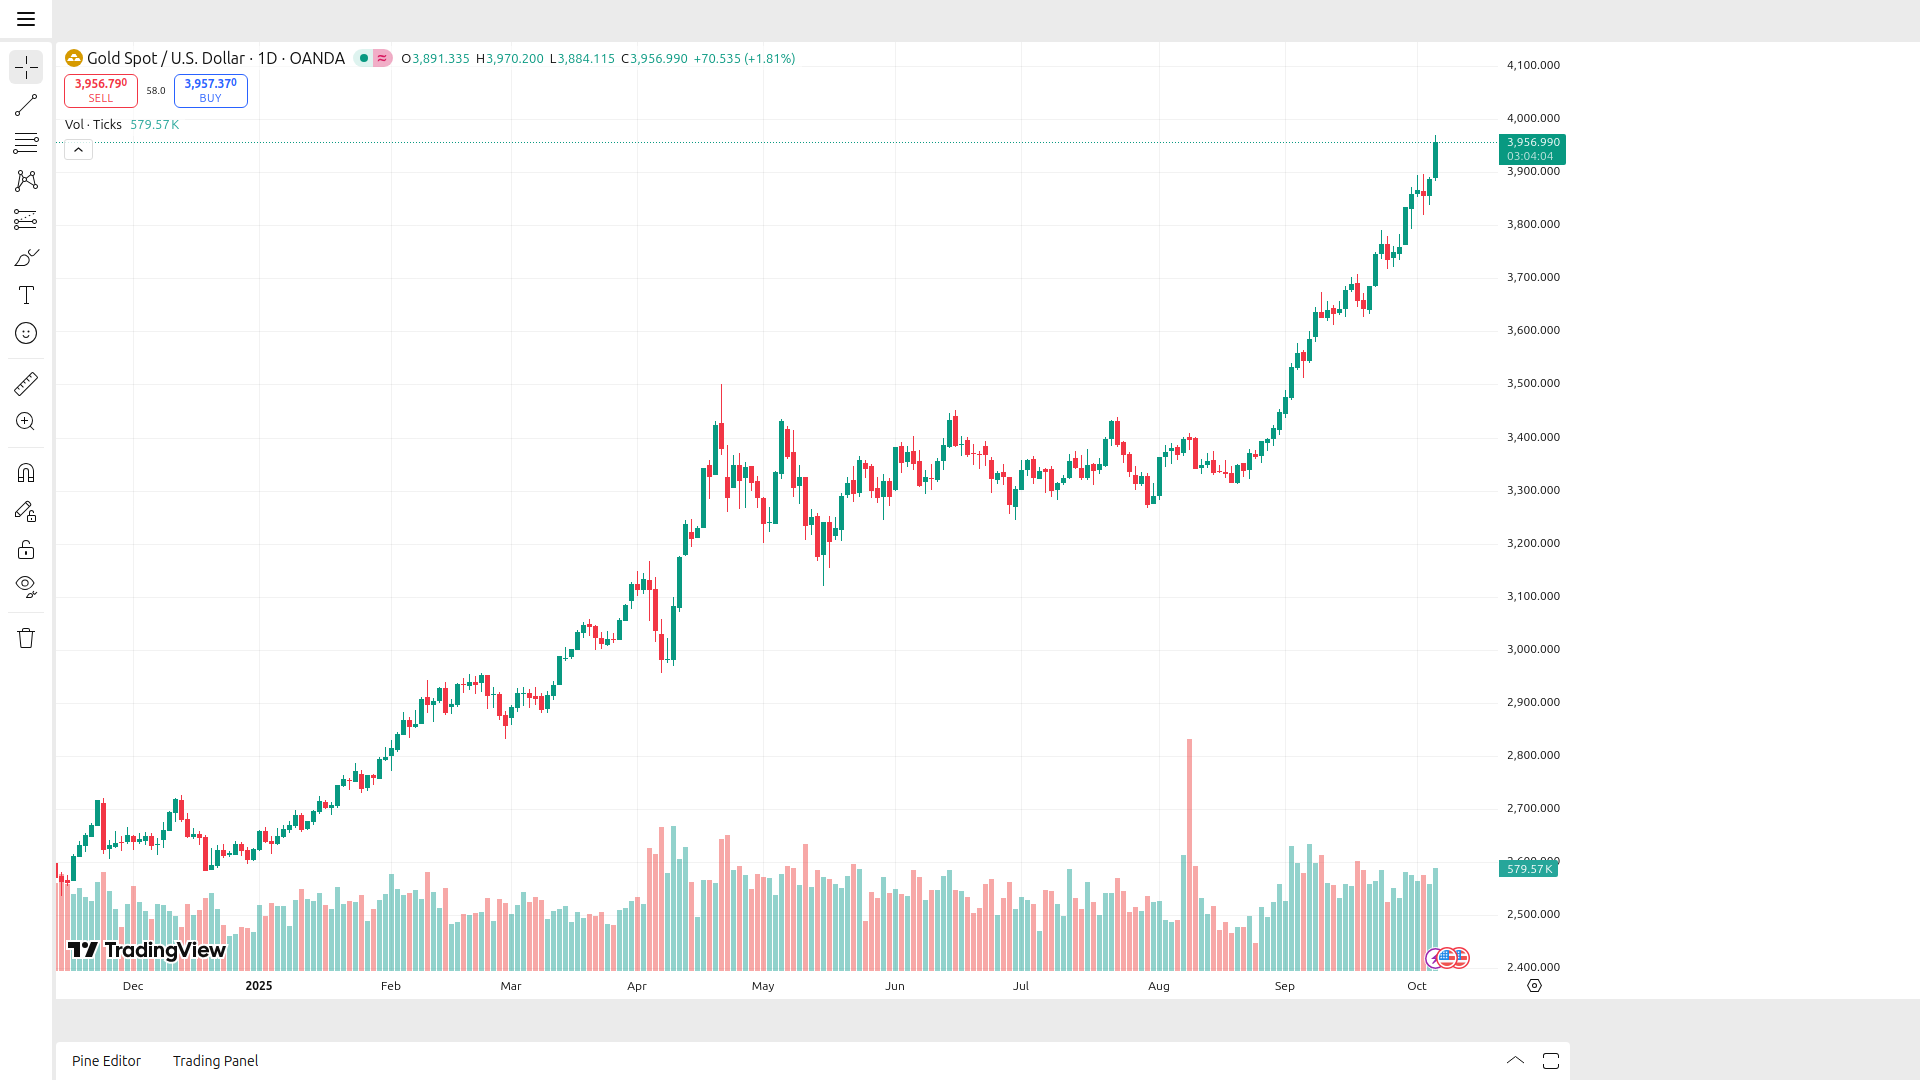 Gold Spot / U.S. Dollar · 1D · OANDA
≈
O3,891.335 H3,970.200 L3,884.115 C3,956.990 +70.535 (+1.81%)
3,956.790
SELL
58.0
3,957.370
BUY
Vol · Ticks 579.57 K
4,100.000
4,000.000
3,956.990
03:04:04
3,900.000
3,800.000
3,700.000
3,600.000
3,500.000
3,400.000
3,300.000
3,200.000
3,100.000
3,000.000
2,900.000
2,800.000
2,700.000
2,600.000
579.57 K
2,500.000
2,400.000
TradingView
Dec 2025 Feb Mar Apr May Jun Jul Aug Sep Oct
Pine Editor Trading Panel